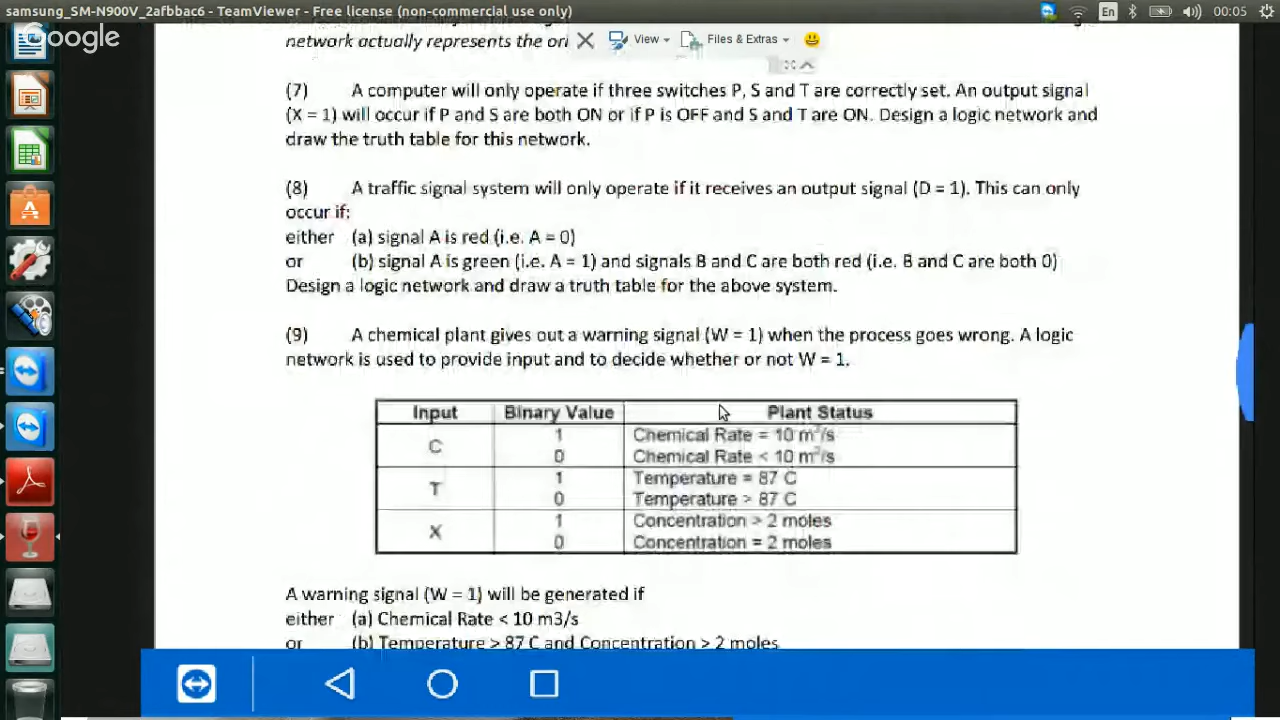 samsung_SM-N900V_2afbbac6 - TeamViewer - Free license (non-commercial use only)
En
00:05
Google
network actually represents the
View
Files & Extras
(7) A computer will only operate if three switches P, S and T are correctly set. An output signal
(X = 1) will occur if P and S are both ON or if P is OFF and S and T are ON. Design a logic network and
draw the truth table for this network.
(8) A traffic signal system will only operate if it receives an output signal (D = 1). This can only
occur if:
either (a) signal A is red (i.e. A = 0)
or (b) signal A is green (i.e. A = 1) and signals B and C are both red (i.e. B and C are both 0)
Design a logic network and draw a truth table for the above system.
(9) A chemical plant gives out a warning signal (W = 1) when the process goes wrong. A logic
network is used to provide input and to decide whether or not W = 1.
Input Binary Value Plant Status
C 1 Chemical Rate = 10 m³/s
0 Chemical Rate < 10 m³/s
T 1 Temperature = 87 C
0 Temperature > 87 C
X 1 Concentration > 2 moles
0 Concentration = 2 moles
A warning signal (W = 1) will be generated if
either (a) Chemical Rate < 10 m3/s
or (b) Temperature > 87 C and Concentration > 2 moles